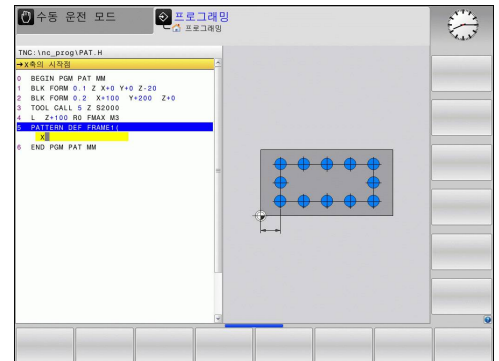 수동 운전 모드
프로그래밍
프로그래밍
TNC:\nc_prog\PAT.H
→X축의 시작점
0 BEGIN PGM PAT MM
1 BLK FORM 0.1 Z X+0 Y+0 Z-20
2 BLK FORM 0.2 X+100 Y+200 Z+0
3 TOOL CALL 5 Z S2000
4 L Z+100 R0 FMAX M3
5 PATTERN DEF FRAME1(
X
6 END PGM PAT MM